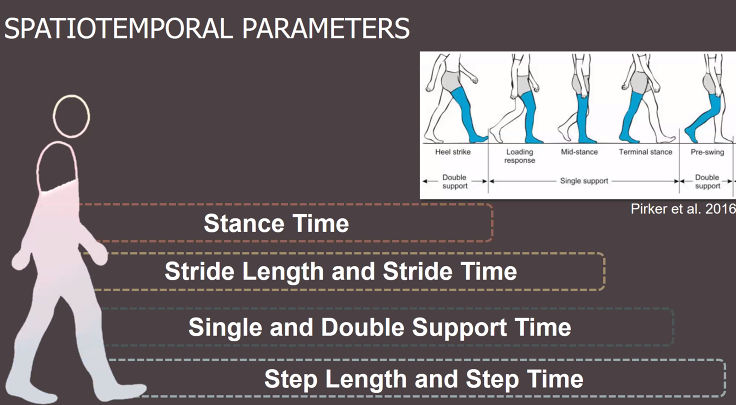 SPATIOTEMPORAL PARAMETERS
Heel strike
Loading
response
Mid-stance
Terminal stance
Pre-swing
Double
support
Single support
Double
support
Pirker et al. 2016
Stance Time
Stride Length and Stride Time
Single and Double Support Time
Step Length and Step Time